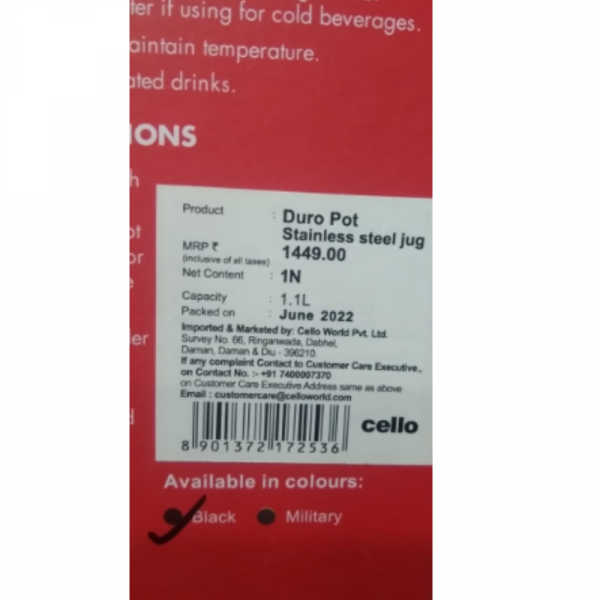 ter if using for cold beverages.
aintain temperature.
ated drinks.
IONS
h
ot
or
e
er
d
Product : Duro Pot
Stainless steel jug
MRP ₹ 1449.00
(inclusive of all taxes)
Net Content : 1N
Capacity : 1.1L
Packed on : June 2022
Imported & Marketed by: Cello World Pvt. Ltd.
Survey No. 66, Ringanwada, Dabhel,
Daman, Daman & Diu - 396210.
If any complaint Contact to Customer Care Executive.,
on Contact No. :- +91 7400007370
on Customer Care Executive Address same as above
Email : customercare@celloworld.com
8 901372 172536
cello
Available in colours:
Black Military